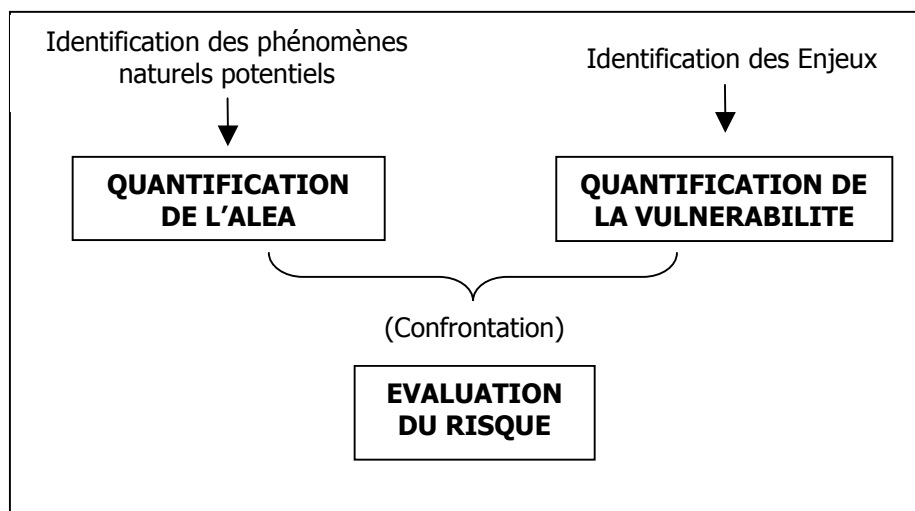 Identification des phénomènes
naturels potentiels
Identification des Enjeux
QUANTIFICATION
DE L’ALEA
QUANTIFICATION DE
LA VULNERABILITE
(Confrontation)
EVALUATION
DU RISQUE